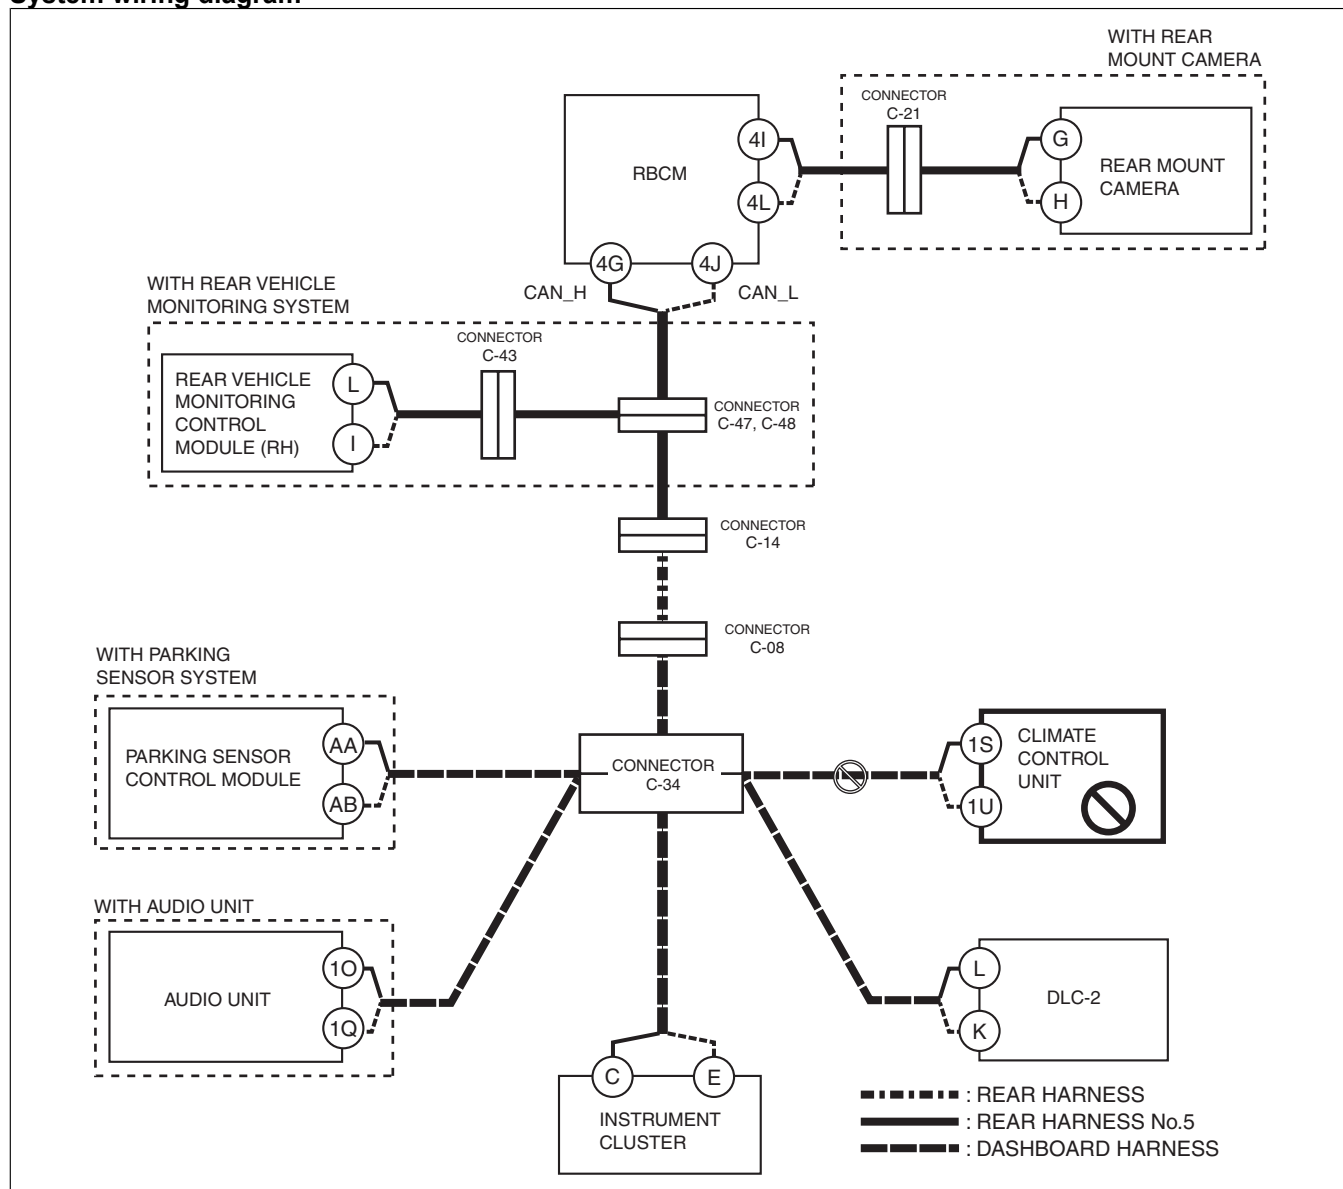 System wiring diagram
WITH REAR
MOUNT CAMERA
CONNECTOR
C-21
4I
4L
RBCM
G
H
REAR MOUNT
CAMERA
4G
4J
CAN_H
CAN_L
WITH REAR VEHICLE
MONITORING SYSTEM
CONNECTOR
C-43
REAR VEHICLE
MONITORING
CONTROL
MODULE (RH)
L
I
CONNECTOR
C-47, C-48
CONNECTOR
C-14
CONNECTOR
C-08
WITH PARKING
SENSOR SYSTEM
PARKING SENSOR
CONTROL MODULE
AA
AB
CONNECTOR
C-34
1S
1U
CLIMATE
CONTROL
UNIT
WITH AUDIO UNIT
AUDIO UNIT
1O
1Q
L
K
DLC-2
C
E
INSTRUMENT
CLUSTER
: REAR HARNESS
: REAR HARNESS No.5
: DASHBOARD HARNESS